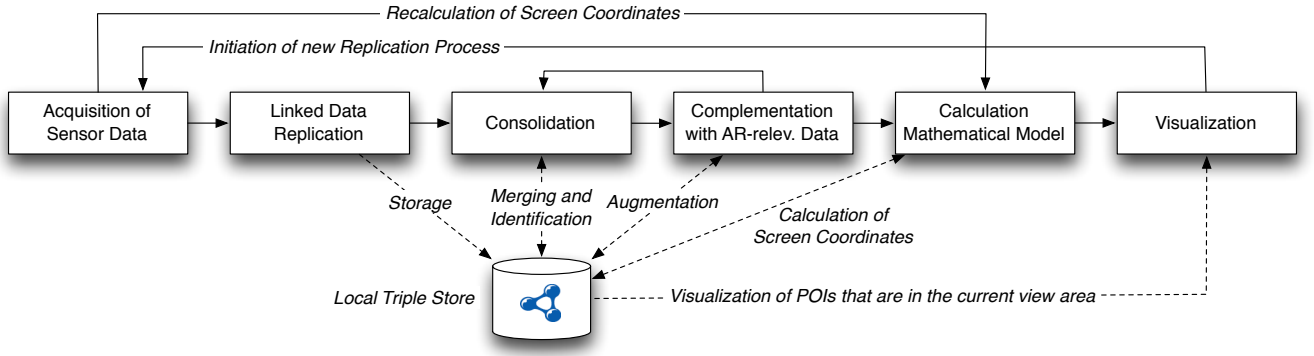 Recalculation of Screen Coordinates
Initiation of new Replication Process
Acquisition of
Sensor Data
Linked Data
Replication
Consolidation
Complementation
with AR-relev. Data
Calculation
Mathematical Model
Visualization
Storage
Merging and
Identification
Augmentation
Calculation of
Screen Coordinates
Local Triple Store
Visualization of POIs that are in the current view area